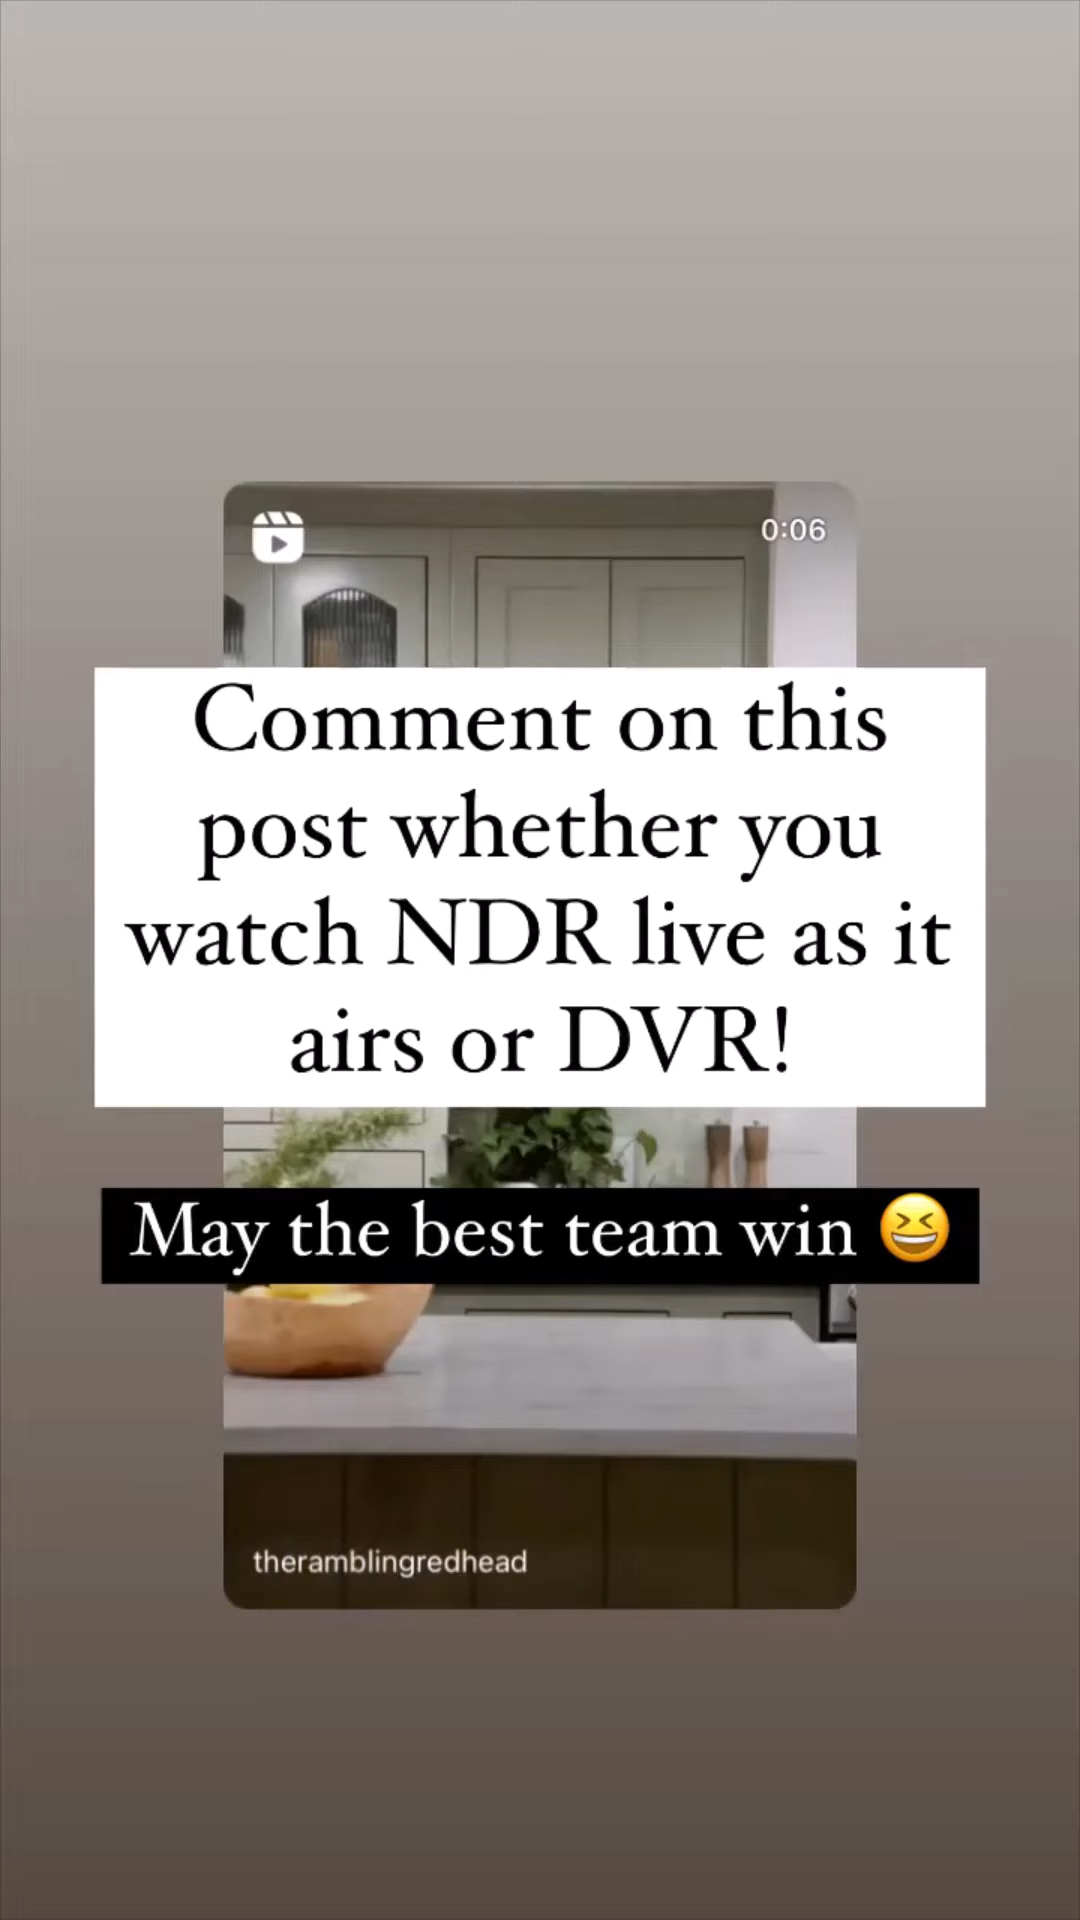 0:06
Comment on this
post whether you
watch NDR live as it
airs or DVR!
May the best team win 😆
theramblingredhead